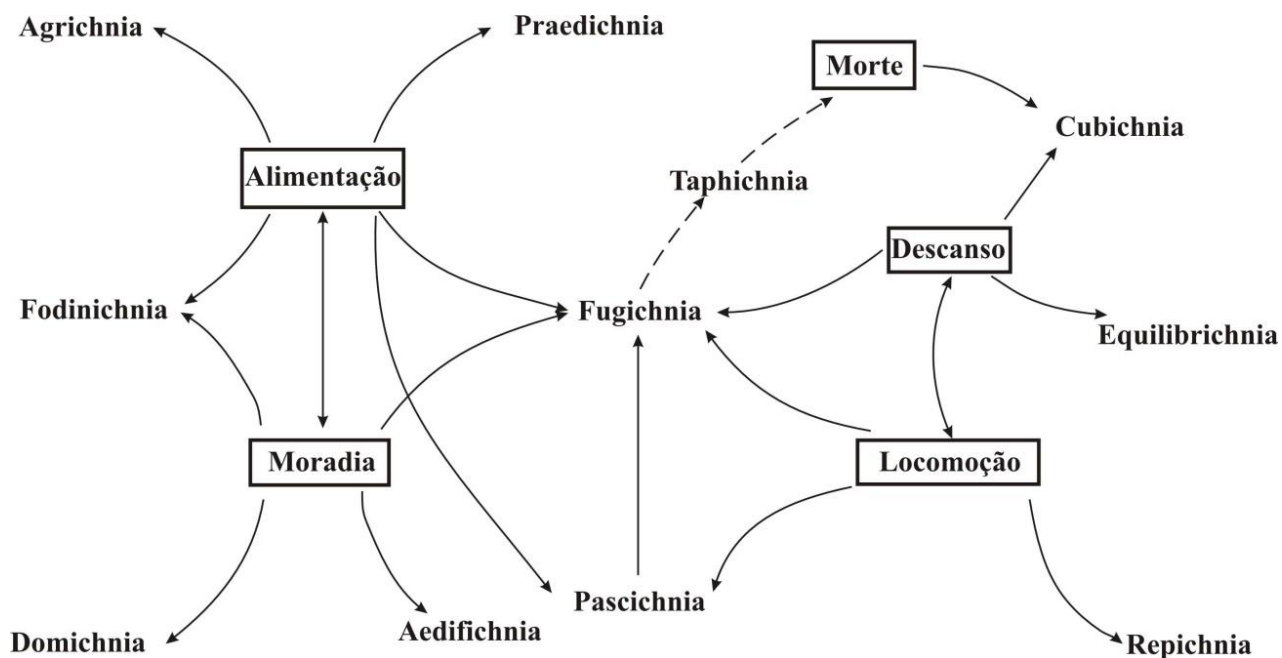 Agrichnia
Praedichnia
Morte
Cubichnia
Alimentação
Taphichnia
Descanso
Fodinichnia
Fugichnia
Equilibrichnia
Moradia
Locomoção
Pascichnia
Aedifichnia
Domichnia
Repichnia